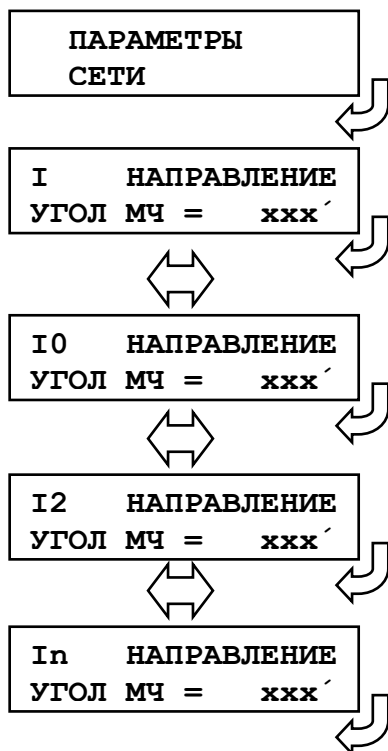 ПАРАМЕТРЫ
СЕТИ
I НАПРАВЛЕНИЕ
УГОЛ МЧ = xxx´
I0 НАПРАВЛЕНИЕ
УГОЛ МЧ = xxx´
I2 НАПРАВЛЕНИЕ
УГОЛ МЧ = xxx´
In НАПРАВЛЕНИЕ
УГОЛ МЧ = xxx´